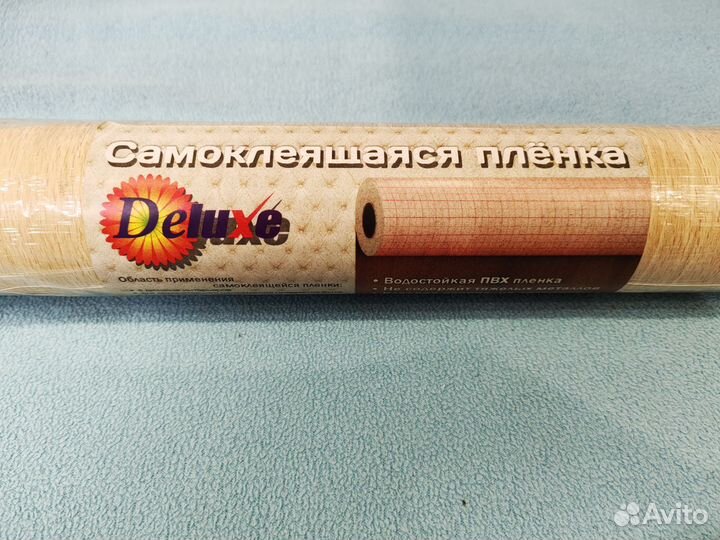 Самоклеящаяся плёнка
Deluxe
Область применения
самоклеящейся пленки:
• Водостойкая ПВХ пленка
• Не содержит тяжелых металлов
Avito